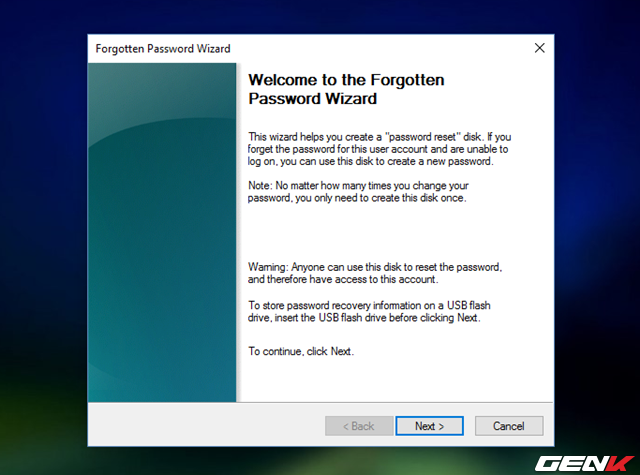 Forgotten Password Wizard
Welcome to the Forgotten
Password Wizard
This wizard helps you create a "password reset" disk. If you
forget the password for this user account and are unable to
log on, you can use this disk to create a new password.
Note: No matter how many times you change your
password, you only need to create this disk once.
Warning: Anyone can use this disk to reset the password,
and therefore have access to this account.
To store password recovery information on a USB flash
drive, insert the USB flash drive before clicking Next.
To continue, click Next.
< Back
Next >
Cancel
GENK